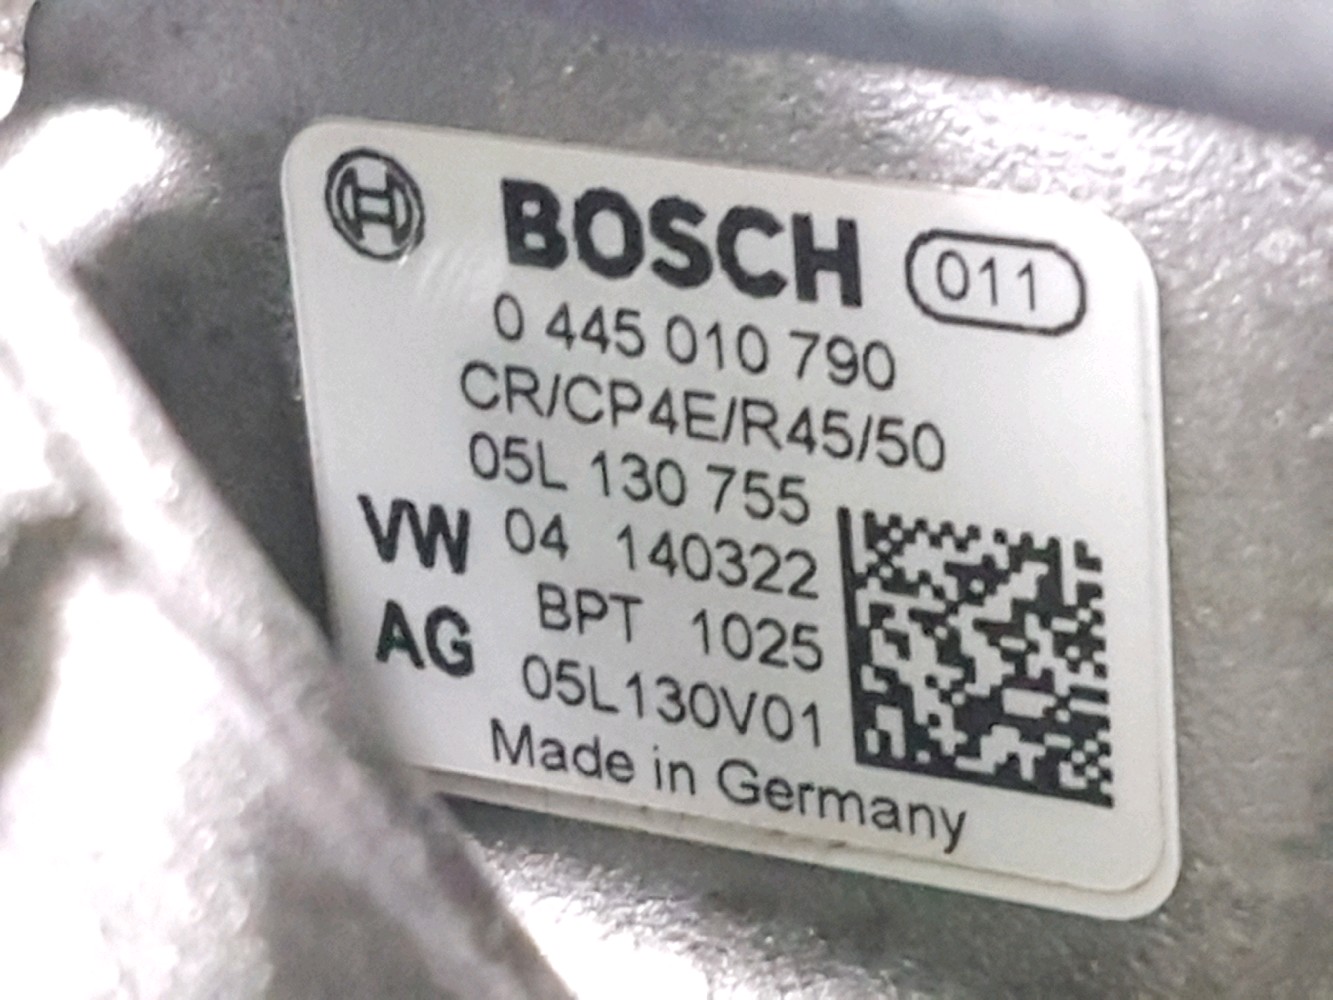 BOSCH 011
0 445 010 790
CR/CP4E/R45/50
05L 130 755
VW 04 140322
BPT 1025
AG 05L130V01
Made in Germany